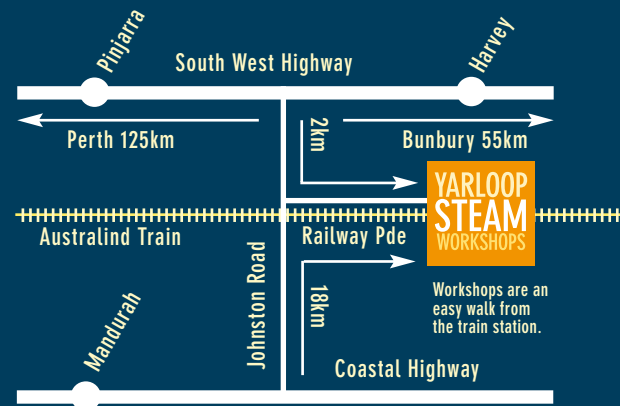 Pinjarra
South West Highway
Harvey
Perth 125km
2km
Bunbury 55km
YARLOOP
STEAM
WORKSHOPS
Australind Train
Railway Pde
Johnston Road
18km
Workshops are an
easy walk from
the train station.
Mandurah
Coastal Highway